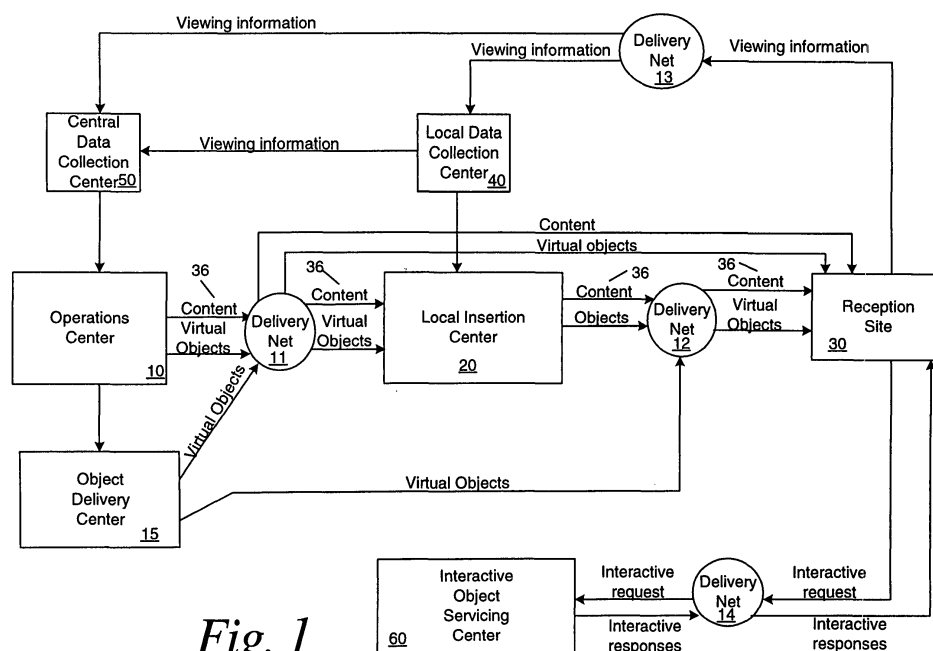 Viewing information
Delivery
Net
13
Viewing information
Viewing information
Central
Data
Collection
Center 50
Viewing information
Local Data
Collection
Center 40
Content
Virtual objects
36
Content
Virtual
Objects
Operations
Center
10
Delivery
Net
11
36
Content
Virtual
Objects
Local Insertion
Center
20
36
Content
Objects
Delivery
Net
12
36
Content
Virtual
Objects
Reception
Site
30
Virtual Objects
Object
Delivery
Center
15
Virtual Objects
Interactive
Object
Servicing
Center
60
Interactive
request
Interactive
responses
Delivery
Net
14
Interactive
request
Interactive
responses
Fig. 1